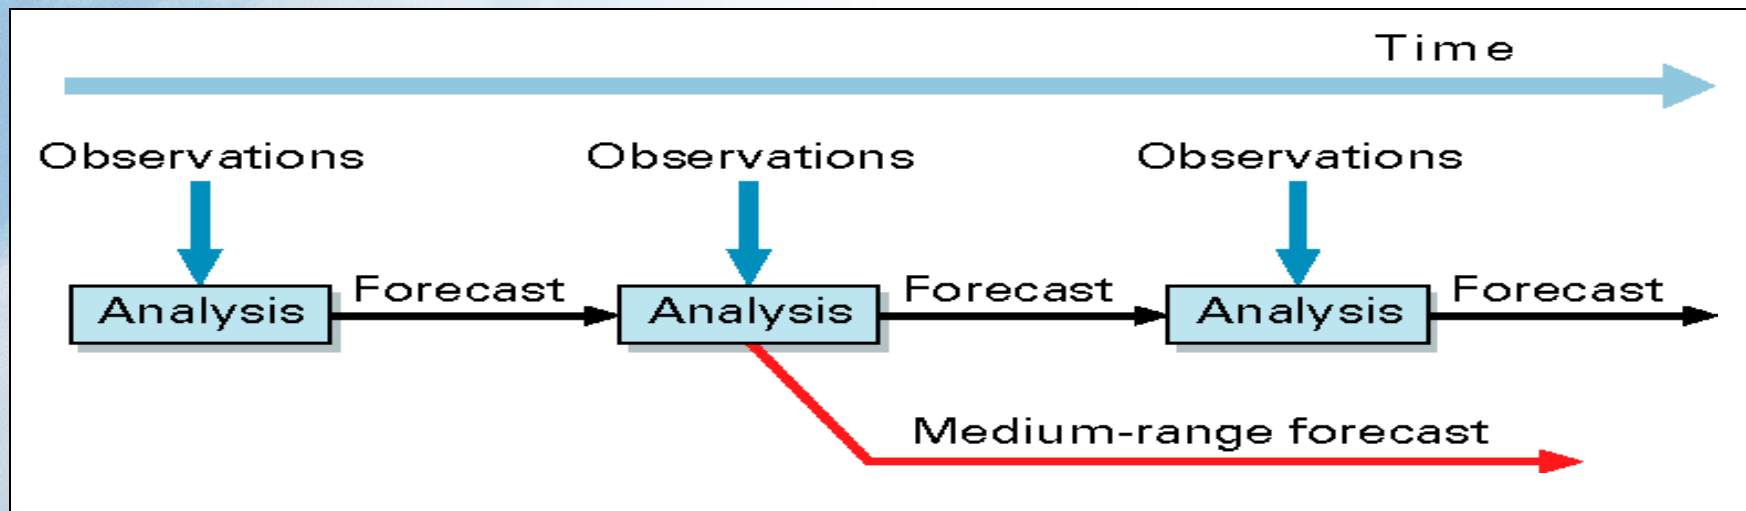 Time
Observations Observations Observations
Analysis Forecast Analysis Forecast Analysis Forecast
Medium-range forecast